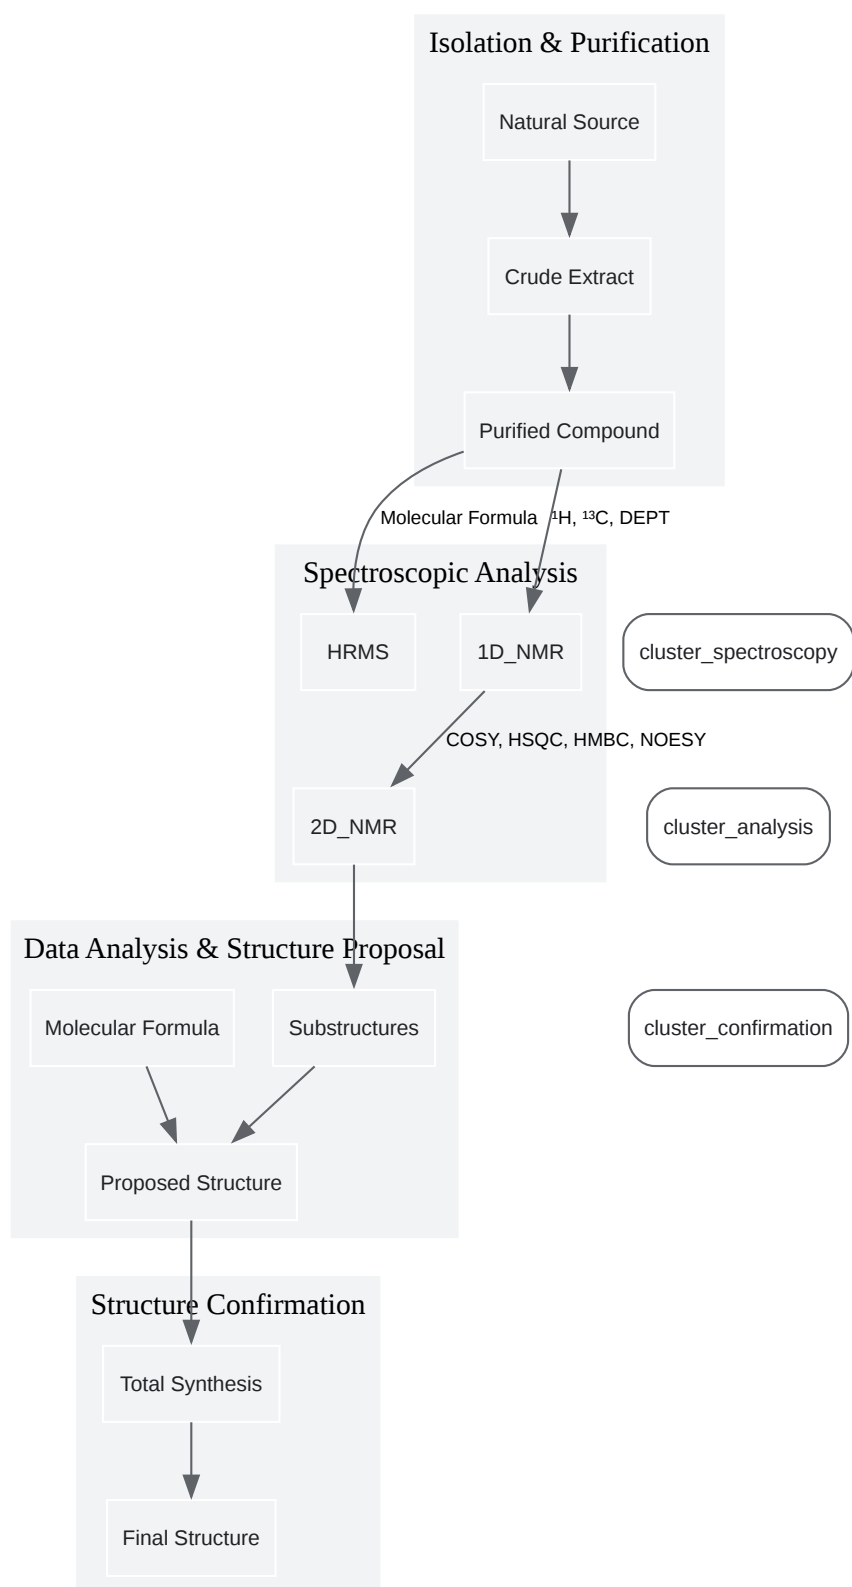 Isolation & Purification
Natural Source
Crude Extract
Purified Compound
Molecular Formula
¹H, ¹³C, DEPT
Spectroscopic Analysis
HRMS
1D_NMR
cluster_spectroscopy
COSY, HSQC, HMBC, NOESY
2D_NMR
cluster_analysis
Data Analysis & Structure Proposal
Molecular Formula
Substructures
cluster_confirmation
Proposed Structure
Structure Confirmation
Total Synthesis
Final Structure